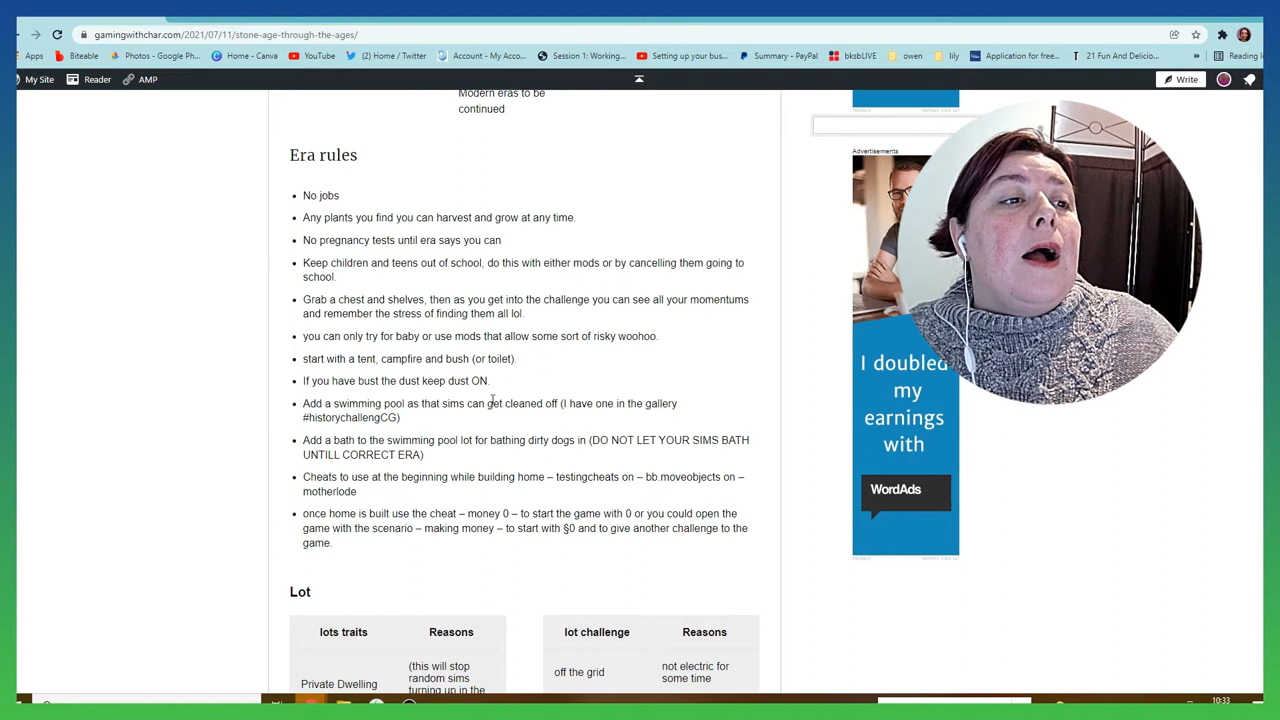 gamingwithchar.com/2021/07/11/stone-age-through-the-ages/
Apps Biteable Photos - Google Ph... Home - Canva YouTube (2) Home / Twitter Account - My Acco... Session 1: Working... Setting up your bus... Summary - PayPal bksbLIVE owen lily Application for free... 21 Fun And Delicio... » Reading
My Site Reader AMP Write
Modern eras to be
continued
Era rules
Advertisements
No jobs
Any plants you find you can harvest and grow at any time.
No pregnancy tests until era says you can
Keep children and teens out of school, do this with either mods or by cancelling them going to
school.
Grab a chest and shelves, then as you get into the challenge you can see all your momentums
and remember the stress of finding them all lol.
you can only try for baby or use mods that allow some sort of risky woohoo.
start with a tent, campfire and bush (or toilet).
If you have bust the dust keep dust ON.
Add a swimming pool as that sims can get cleaned off (I have one in the gallery
#historychallengCG)
Add a bath to the swimming pool lot for bathing dirty dogs in (DO NOT LET YOUR SIMS BATH
UNTILL CORRECT ERA)
Cheats to use at the beginning while building home – testingcheats on – bb.moveobjects on –
motherlode
once home is built use the cheat – money 0 – to start the game with 0 or you could open the
game with the scenario – making money – to start with §0 and to give another challenge to the
game.
I doubled
my
earnings
with
WordAds
Lot
lots traits Reasons lot challenge Reasons
Private Dwelling
(this will stop
random sims
turning up in the
off the grid
not electric for
some time
10:33